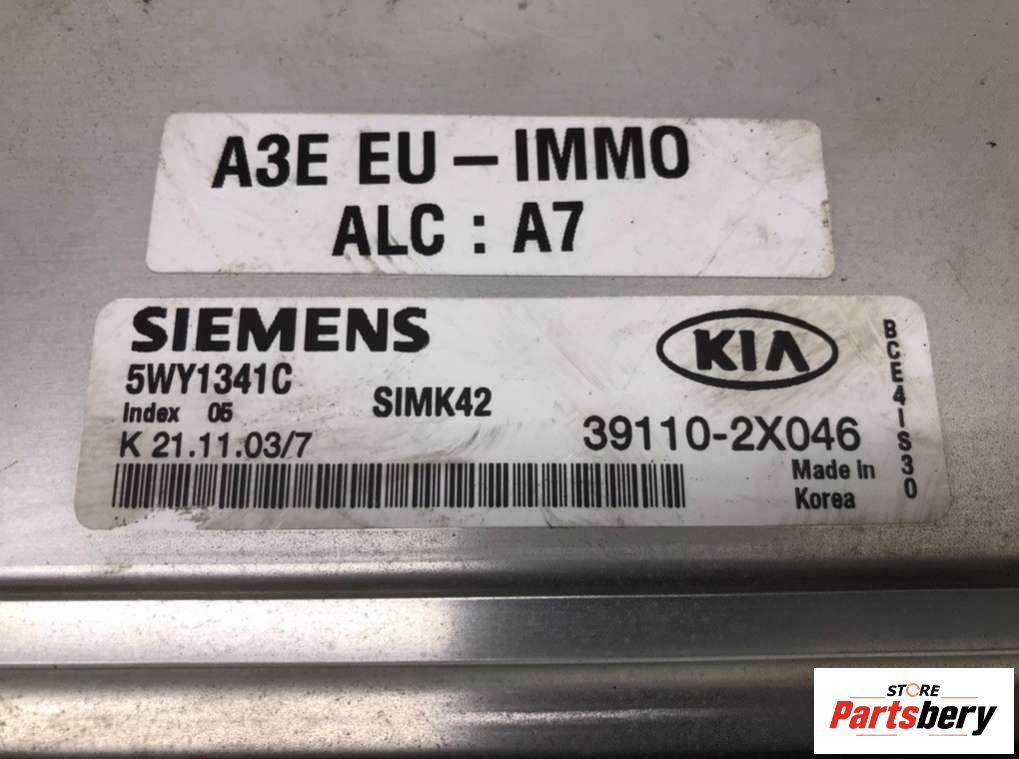 A3E EU - IMMO
ALC : A7
SIEMENS
KIA
5WY1341C
SIMK42
Index 05
39110-2X046
K 21.11.03/7
Made in
Korea
BCE4IS30
STORE
Partsbery